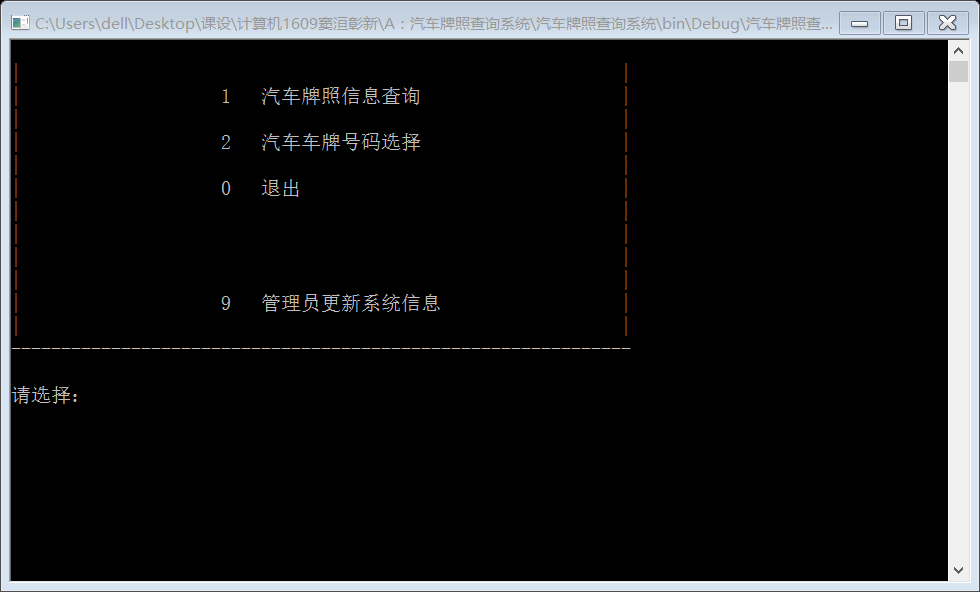 C:\Users\dell\Desktop\课设\计算机1609窦洹彰新\A：汽车牌照查询系统\汽车牌照查询系统\bin\Debug\汽车牌照查...
1 汽车牌照信息查询
2 汽车车牌号码选择
0 退出
9 管理员更新系统信息
请选择: